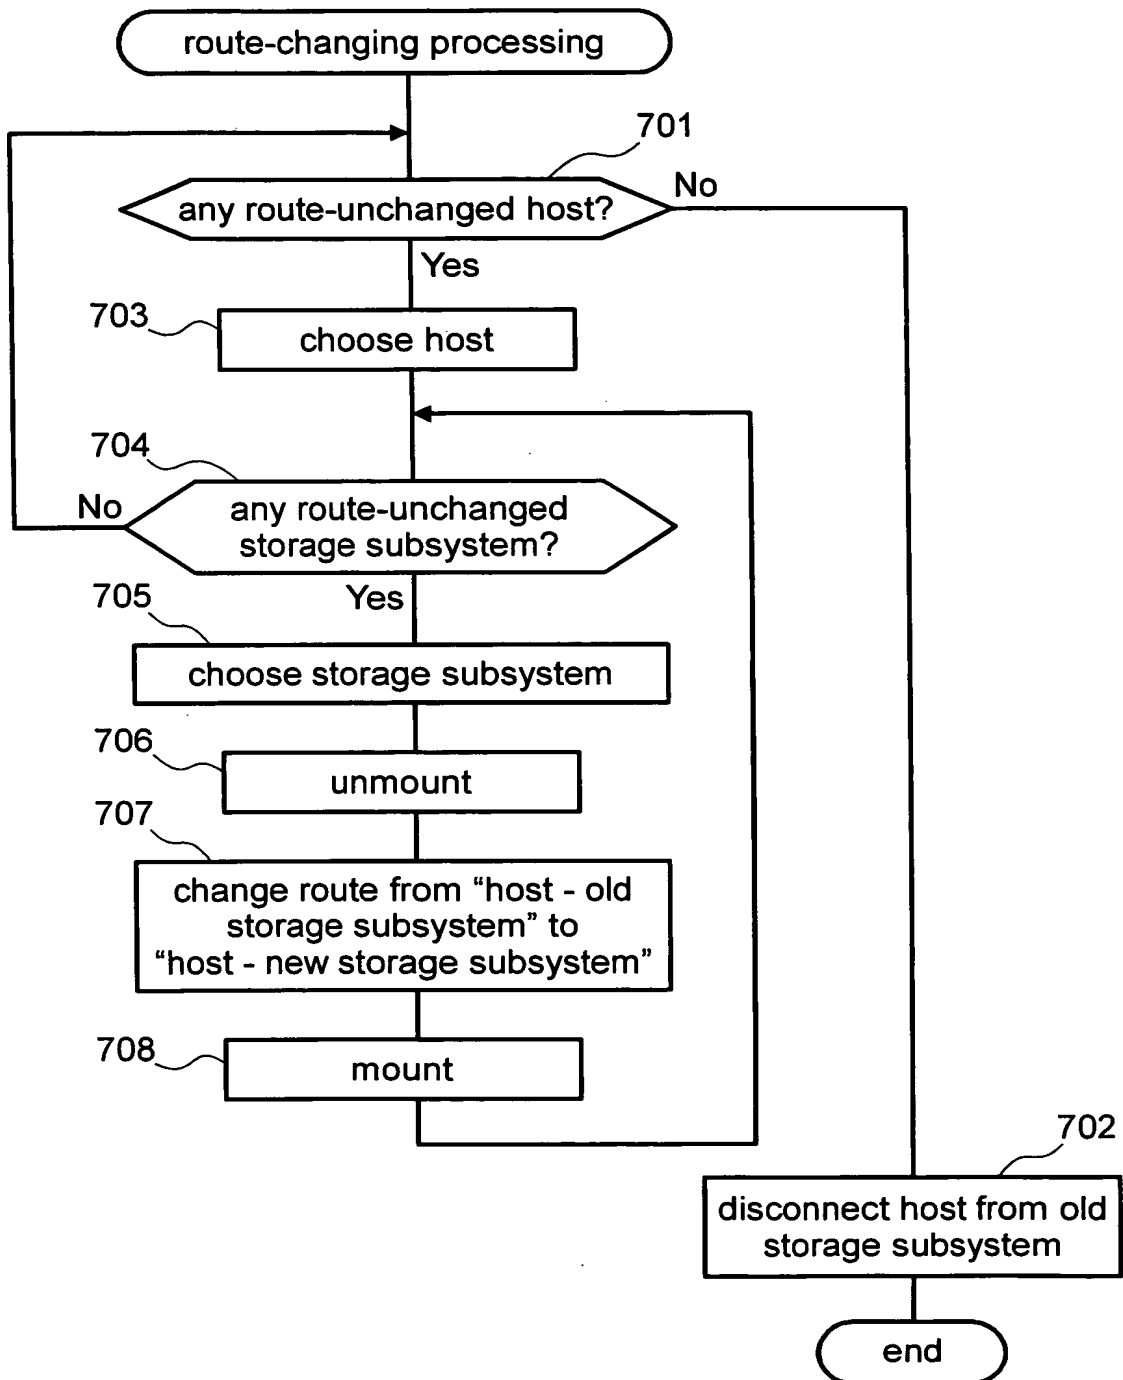 route-changing processing
701
any route-unchanged host?
No
Yes
703
choose host
704
No
any route-unchanged
storage subsystem?
Yes
705
choose storage subsystem
706
unmount
707
change route from “host - old
storage subsystem” to
“host - new storage subsystem”
708
mount
702
disconnect host from old
storage subsystem
end